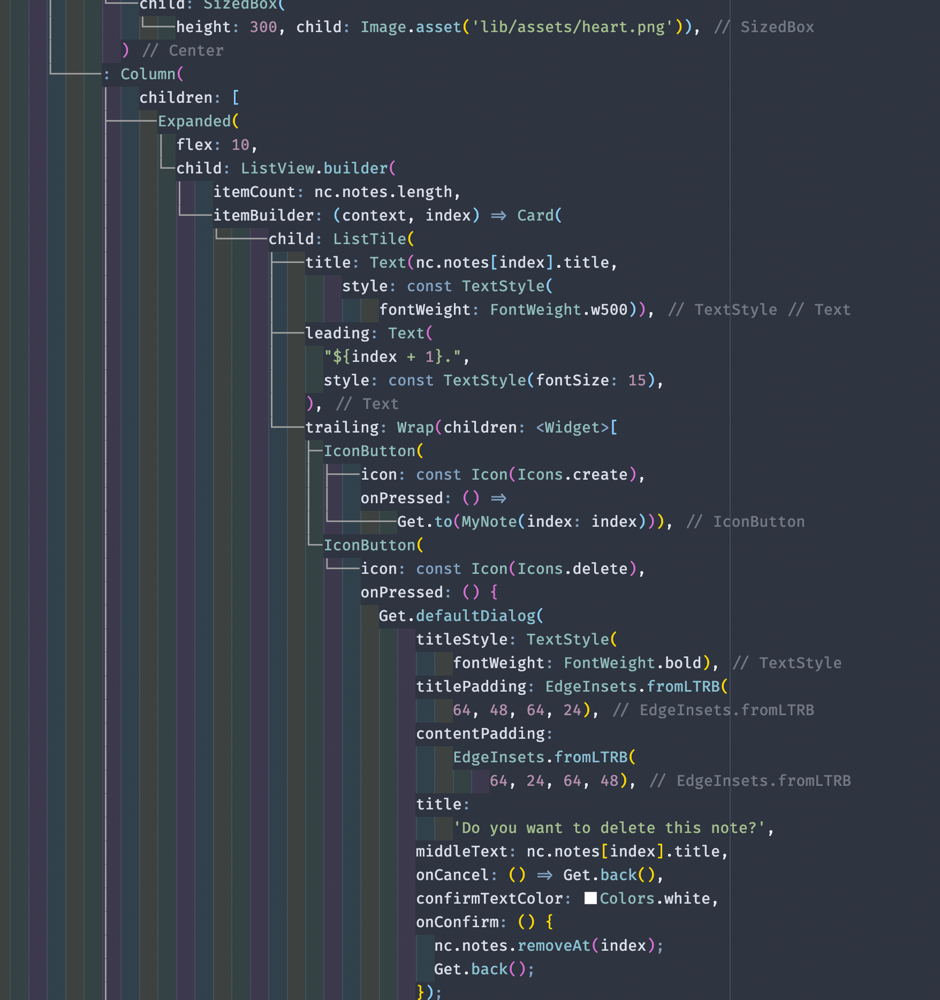 child: SizedBox(
height: 300, child: Image.asset('lib/assets/heart.png')), // SizedBox
) // Center
: Column(
children: [
Expanded(
flex: 10,
child: ListView.builder(
itemCount: nc.notes.length,
itemBuilder: (context, index) => Card(
child: ListTile(
title: Text(nc.notes[index].title,
style: const TextStyle(
fontWeight: FontWeight.w500)), // TextStyle // Text
leading: Text(
"${index + 1}.",
style: const TextStyle(fontSize: 15),
), // Text
trailing: Wrap(children: <Widget>[
IconButton(
icon: const Icon(Icons.create),
onPressed: () =>
Get.to(MyNote(index: index))), // IconButton
IconButton(
icon: const Icon(Icons.delete),
onPressed: () {
Get.defaultDialog(
titleStyle: TextStyle(
fontWeight: FontWeight.bold), // TextStyle
titlePadding: EdgeInsets.fromLTRB(
64, 48, 64, 24), // EdgeInsets.fromLTRB
contentPadding:
EdgeInsets.fromLTRB(
64, 24, 64, 48), // EdgeInsets.fromLTRB
title:
'Do you want to delete this note?',
middleText: nc.notes[index].title,
onCancel: () => Get.back(),
confirmTextColor: Colors.white,
onConfirm: () {
nc.notes.removeAt(index);
Get.back();
});